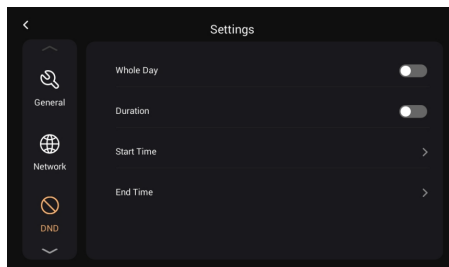 Settings
General
Network
DND
Whole Day
Duration
Start Time
End Time